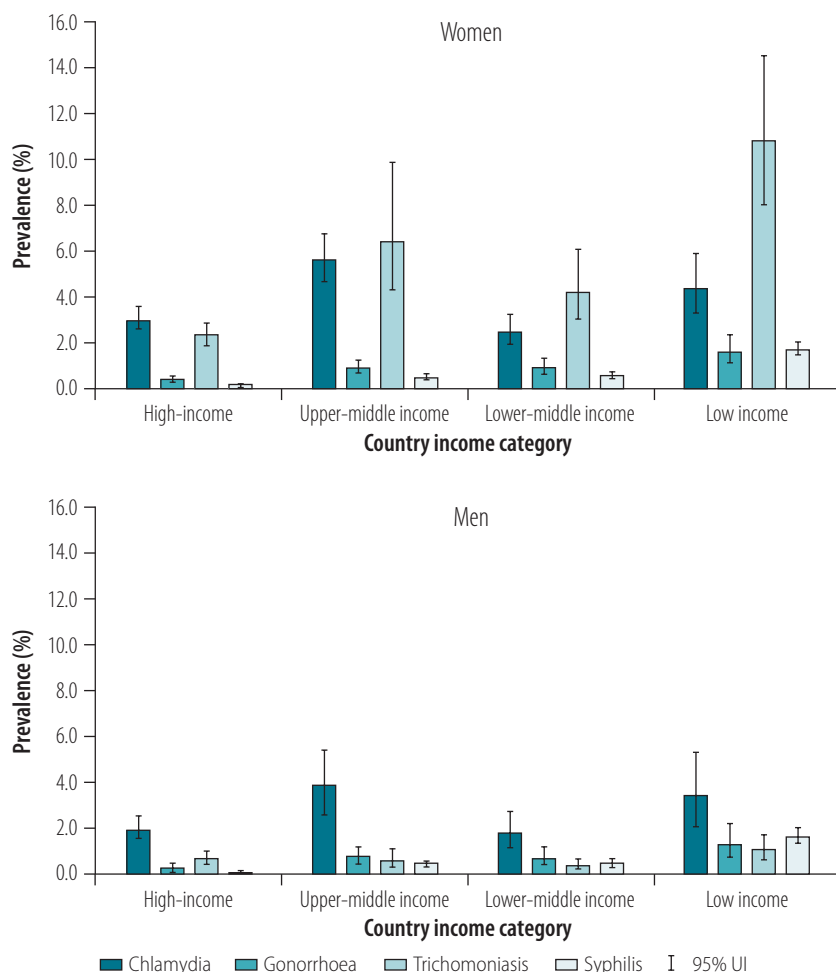 Women
Prevalence (%)
16.0
14.0
12.0
10.0
8.0
6.0
4.0
2.0
0.0
High-income Upper-middle income Lower-middle income Low income
Country income category
Men
Prevalence (%)
16.0
14.0
12.0
10.0
8.0
6.0
4.0
2.0
0.0
High-income Upper-middle income Lower-middle income Low income
Country income category
Chlamydia Gonorrhoea Trichomoniasis Syphilis 95% UI